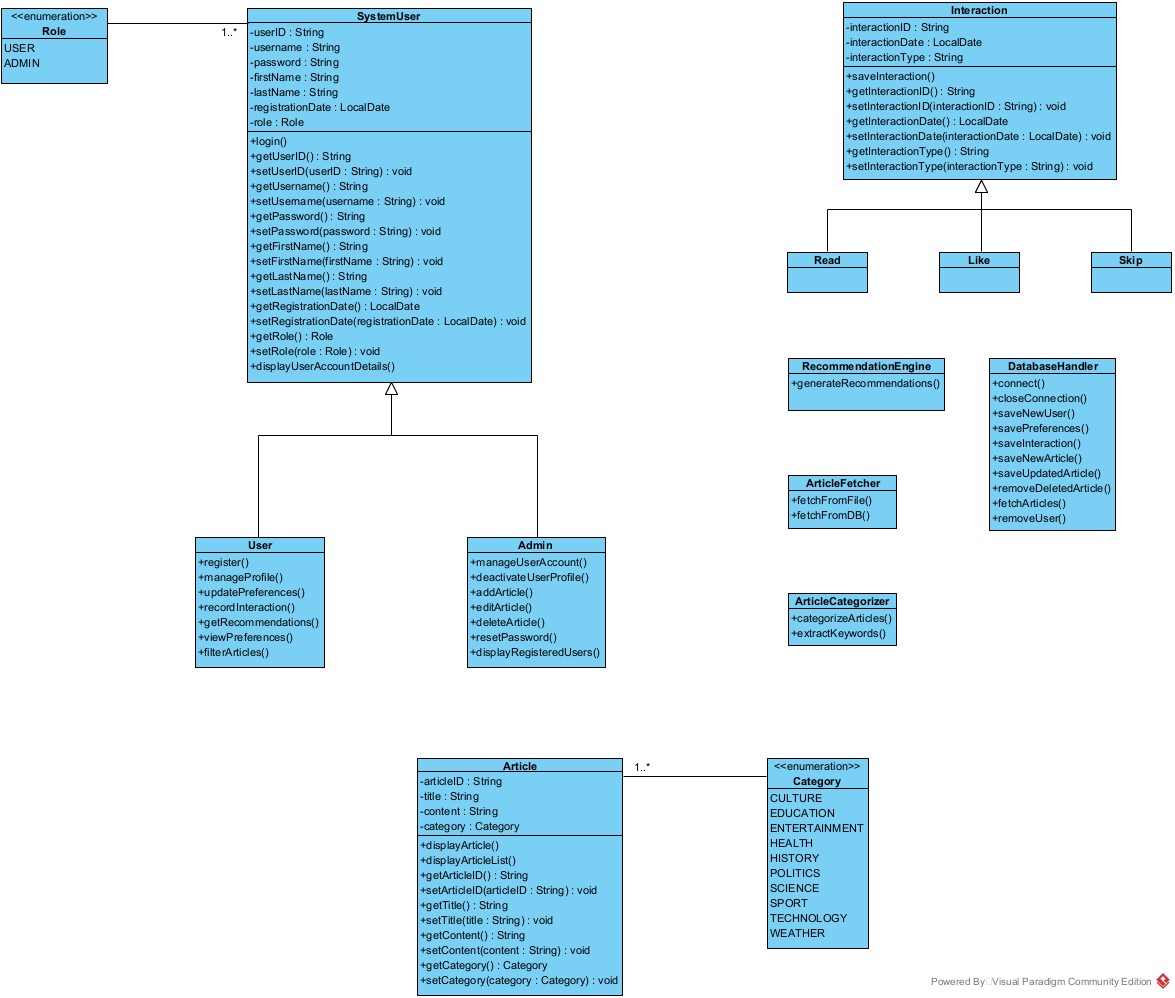 <<enumeration>>
Role
USER
ADMIN
1..*
SystemUser
-userID : String
-username : String
-password : String
-firstName : String
-lastName : String
-registrationDate : LocalDate
-role : Role
+login()
+getUserID() : String
+setUserID(userID : String) : void
+getUsername() : String
+setUsername(username : String) : void
+getPassword() : String
+setPassword(password : String) : void
+getFirstName() : String
+setFirstName(firstName : String) : void
+getLastName() : String
+setLastName(lastName : String) : void
+getRegistrationDate() : LocalDate
+setRegistrationDate(registrationDate : LocalDate) : void
+getRole() : Role
+setRole(role : Role) : void
+displayUserAccountDetails()
Interaction
-interactionID : String
-interactionDate : LocalDate
-interactionType : String
+saveInteraction()
+getInteractionID() : String
+setInteractionID(interactionID : String) : void
+getInteractionDate() : LocalDate
+setInteractionDate(interactionDate : LocalDate) : void
+getInteractionType() : String
+setInteractionType(interactionType : String) : void
Read
Like
Skip
RecommendationEngine
+generateRecommendations()
DatabaseHandler
+connect()
+closeConnection()
+saveNewUser()
+savePreferences()
+saveInteraction()
+saveNewArticle()
+saveUpdatedArticle()
+removeDeletedArticle()
+fetchArticles()
+removeUser()
ArticleFetcher
+fetchFromFile()
+fetchFromDB()
ArticleCategorizer
+categorizeArticles()
+extractKeywords()
User
+register()
+manageProfile()
+updatePreferences()
+recordInteraction()
+getRecommendations()
+viewPreferences()
+filterArticles()
Admin
+manageUserAccount()
+deactivateUserProfile()
+addArticle()
+editArticle()
+deleteArticle()
+resetPassword()
+displayRegisteredUsers()
Article
-articleID : String
-title : String
-content : String
-category : Category
+displayArticle()
+displayArticleList()
+getArticleID() : String
+setArticleID(articleID : String) : void
+getTitle() : String
+setTitle(title : String) : void
+getContent() : String
+setContent(content : String) : void
+getCategory() : Category
+setCategory(category : Category) : void
1..*
<<enumeration>>
Category
CULTURE
EDUCATION
ENTERTAINMENT
HEALTH
HISTORY
POLITICS
SCIENCE
SPORT
TECHNOLOGY
WEATHER
Powered By Visual Paradigm Community Edition